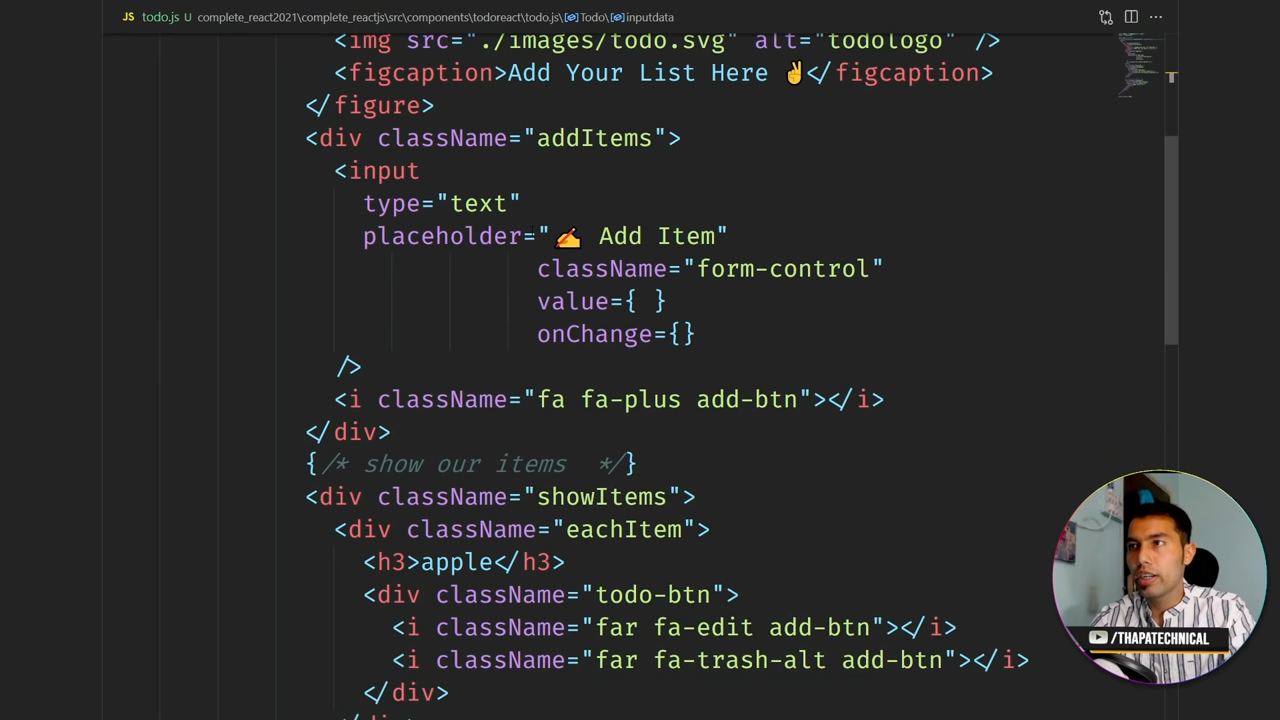 JS todo.js U complete_react2021\complete_reactjs\src\components\todoreact\todo.js\Todo\inputdata
<img src="./images/todo.svg" alt="todologo" />
<figcaption>Add Your List Here ✌</figcaption>
</figure>
<div className="addItems">
<input
type="text"
placeholder="✍ Add Item"
className="form-control"
value={ }
onChange={}
/>
<i className="fa fa-plus add-btn"></i>
</div>
{/* show our items  */}
<div className="showItems">
<div className="eachItem">
<h3>apple</h3>
<div className="todo-btn">
<i className="far fa-edit add-btn"></i>
<i className="far fa-trash-alt add-btn"></i>
</div>
</div>
/THAPATECHNICAL